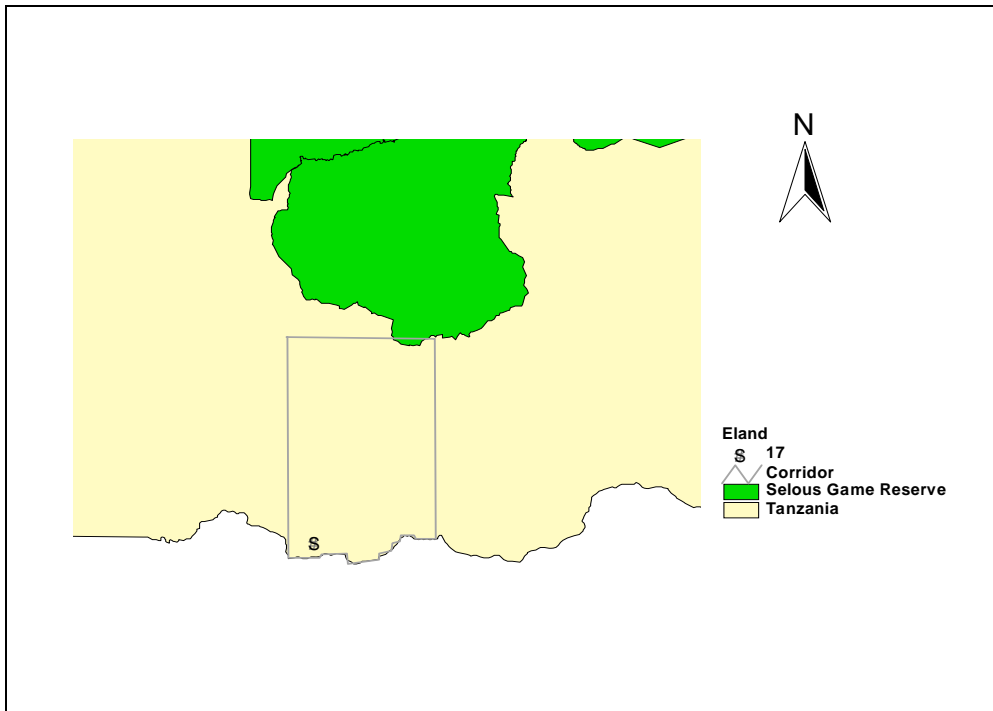 N
Eland
S 17
Corridor
Selous Game Reserve
Tanzania
S